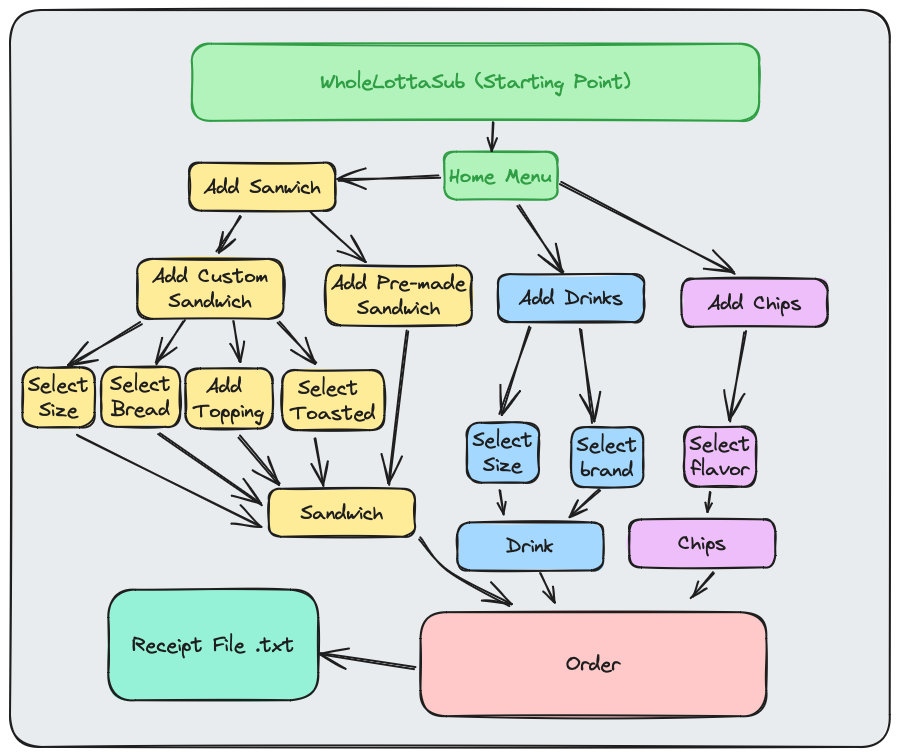 WholeLottaSub (Starting Point)
Home Menu
Add Sanwich
Add Custom
Sandwich
Add Pre-made
Sandwich
Add Drinks
Add Chips
Select
Size
Select
Bread
Add
Topping
Select
Toasted
Select
Size
Select
brand
Select
flavor
Sandwich
Drink
Chips
Receipt File .txt
Order